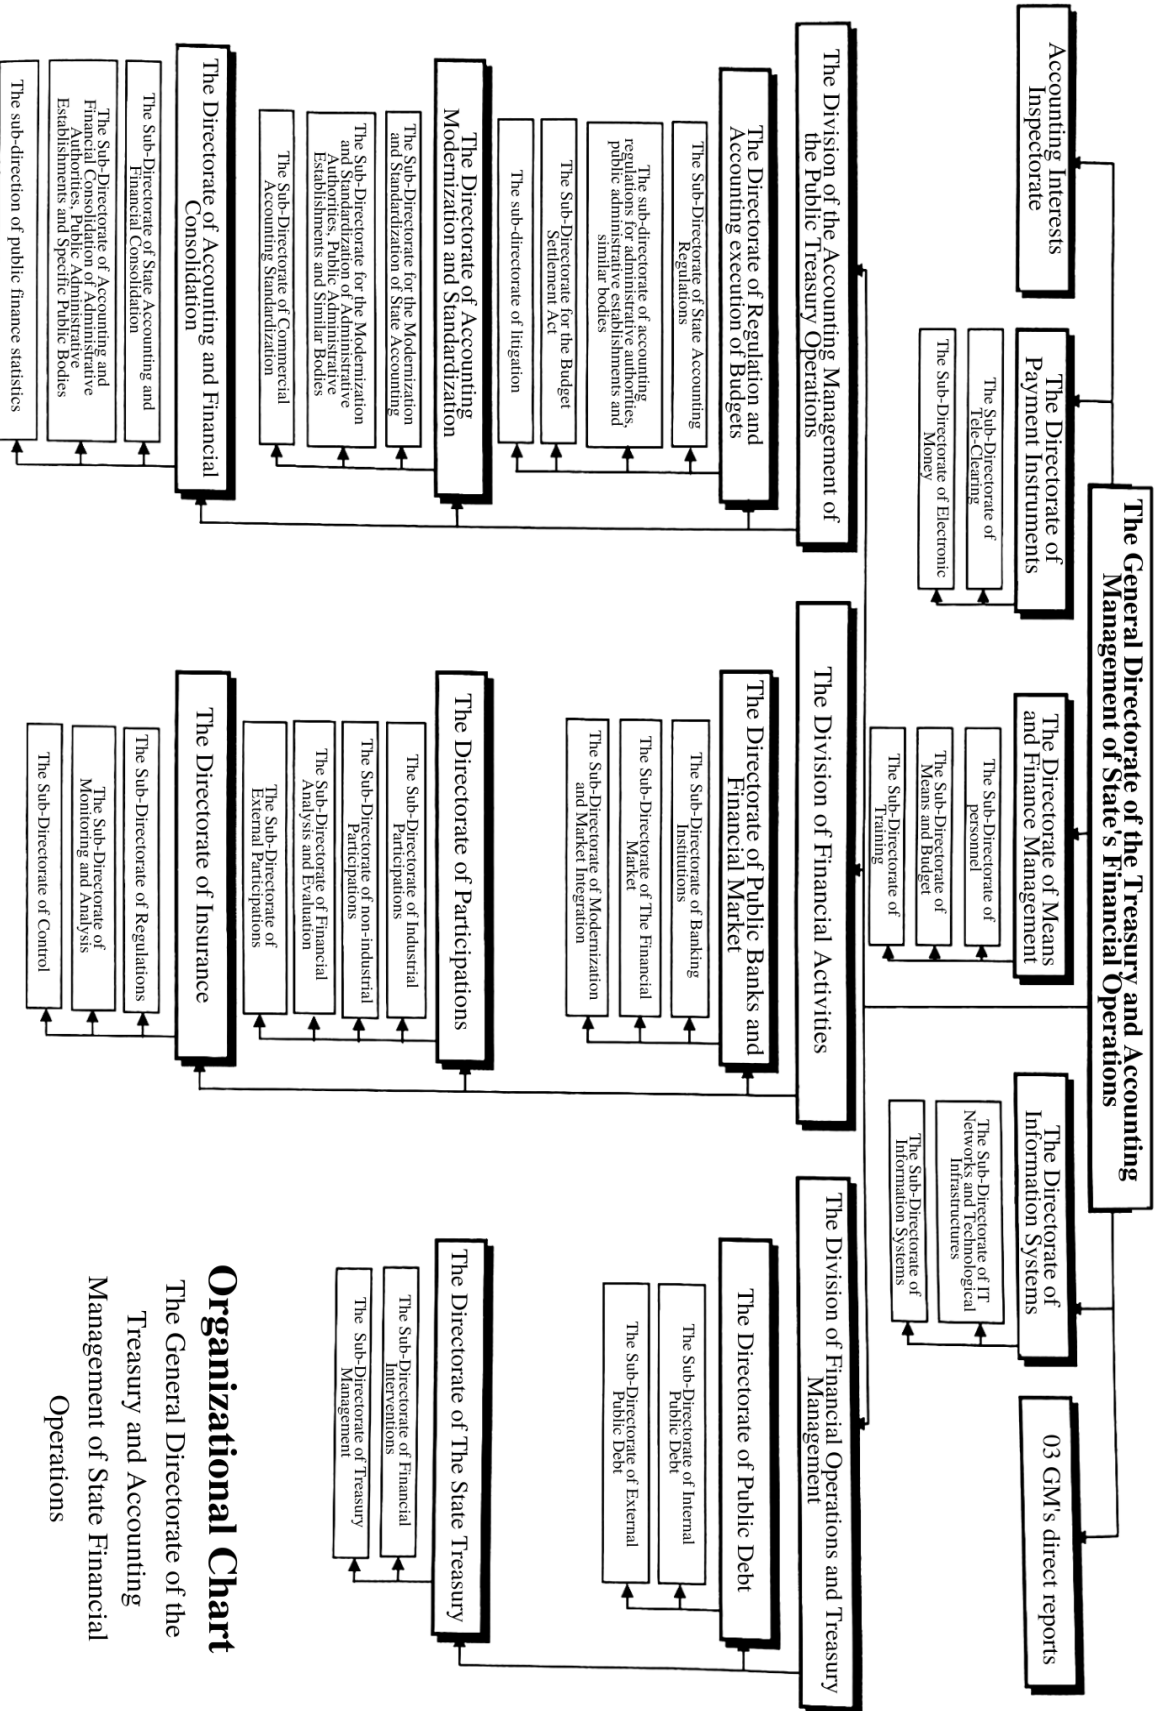 The General Directorate of the Treasury and Accounting
Management of State's Financial Operations
Accounting Interests
Inspectorate
The Directorate of
Payment Instruments
The Sub-Directorate of
Tele-Clearing
The Sub-Directorate of Electronic
Money
The Directorate of Means
and Finance Management
The Sub-Directorate of
personnel
The Sub-Directorate of
Means and Budget
The Sub-Directorate of
Training
The Directorate of
Information Systems
The Sub-Directorate of IT
Networks and Technological
Infrastructures
The Sub-Directorate of
Information Systems
03 GM's direct reports
The Division of the Accounting Management of
the Public Treasury Operations
The Directorate of Regulation and
Accounting execution of Budgets
The Sub-Directorate of State Accounting
Regulations
The sub-directorate of accounting
regulations for administrative authorities,
public administrative establishments and
similar bodies
The Sub-Directorate for the Budget
Settlement Act
The sub-directorate of litigation
The Directorate of Accounting
Modernization and Standardization
The Sub-Directorate for the Modernization
and Standardization of State Accounting
The Sub-Directorate for the Modernization
and Standardization of Administrative
Authorities, Public Administrative
Establishments and Similar Bodies
The Sub-Directorate of Commercial
Accounting Standardization
The Directorate of Accounting and Financial
Consolidation
The Sub-Directorate of State Accounting and
Financial Consolidation
The Sub-Directorate of Accounting and
Financial Consolidation of Administrative
Authorities, Public Administrative
Establishments and Specific Public Bodies
The sub-direction of public finance statistics
The Division of Financial Activities
The Directorate of Public Banks and
Financial Market
The Sub-Directorate of Banking
Institutions
The Sub-Directorate of The Financial
Market
The Sub-Directorate of Modernization
and Market Integration
The Directorate of Participations
The Sub-Directorate of Industrial
Participations
The Sub-Directorate of non-industrial
Participations
The Sub-Directorate of Financial
Analysis and Evaluation
The Sub-Directorate of
External Participations
The Directorate of Insurance
The Sub-Directorate of Regulations
The Sub-Directorate of
Monitoring and Analysis
The Sub-Directorate of Control
The Division of Financial Operations and Treasury
Management
The Directorate of Public Debt
The Sub-Directorate of Internal
Public Debt
The Sub-Directorate of External
Public Debt
The Directorate of The State Treasury
The Sub-Directorate of Financial
Interventions
The Sub-Directorate of Treasury
Management
Organizational Chart
The General Directorate of the
Treasury and Accounting
Management of State Financial
Operations